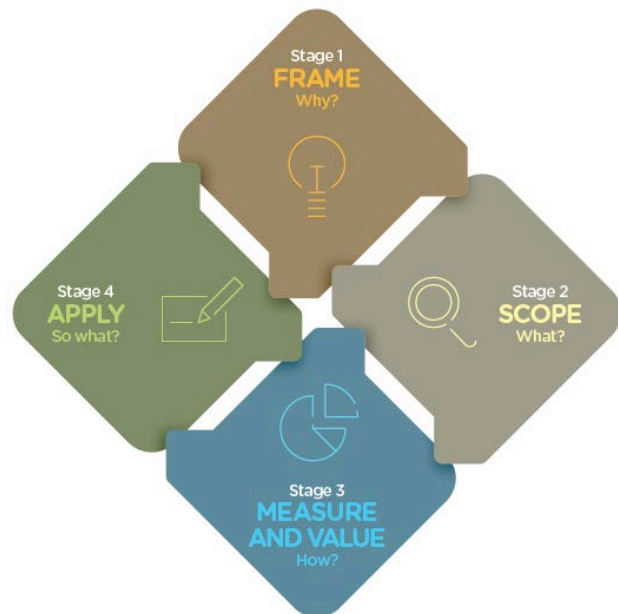 Stage 1
FRAME
Why?
Stage 2
SCOPE
What?
Stage 3
MEASURE
AND VALUE
How?
Stage 4
APPLY
So what?